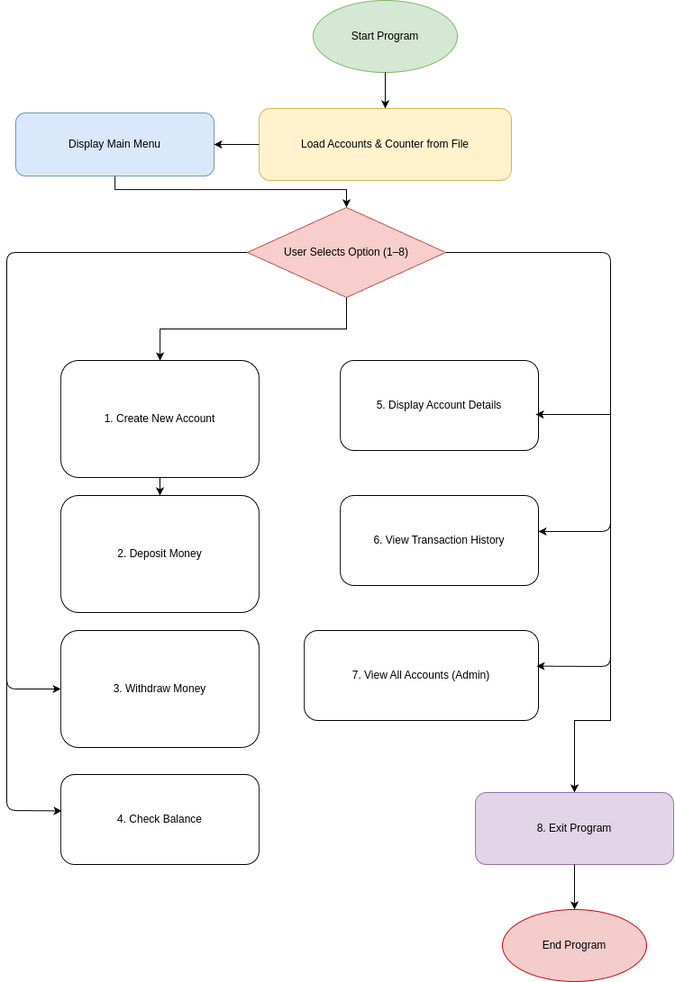 Start Program
Display Main Menu
Load Accounts & Counter from File
User Selects Option (1–8)
1. Create New Account
5. Display Account Details
2. Deposit Money
6. View Transaction History
3. Withdraw Money
7. View All Accounts (Admin)
4. Check Balance
8. Exit Program
End Program